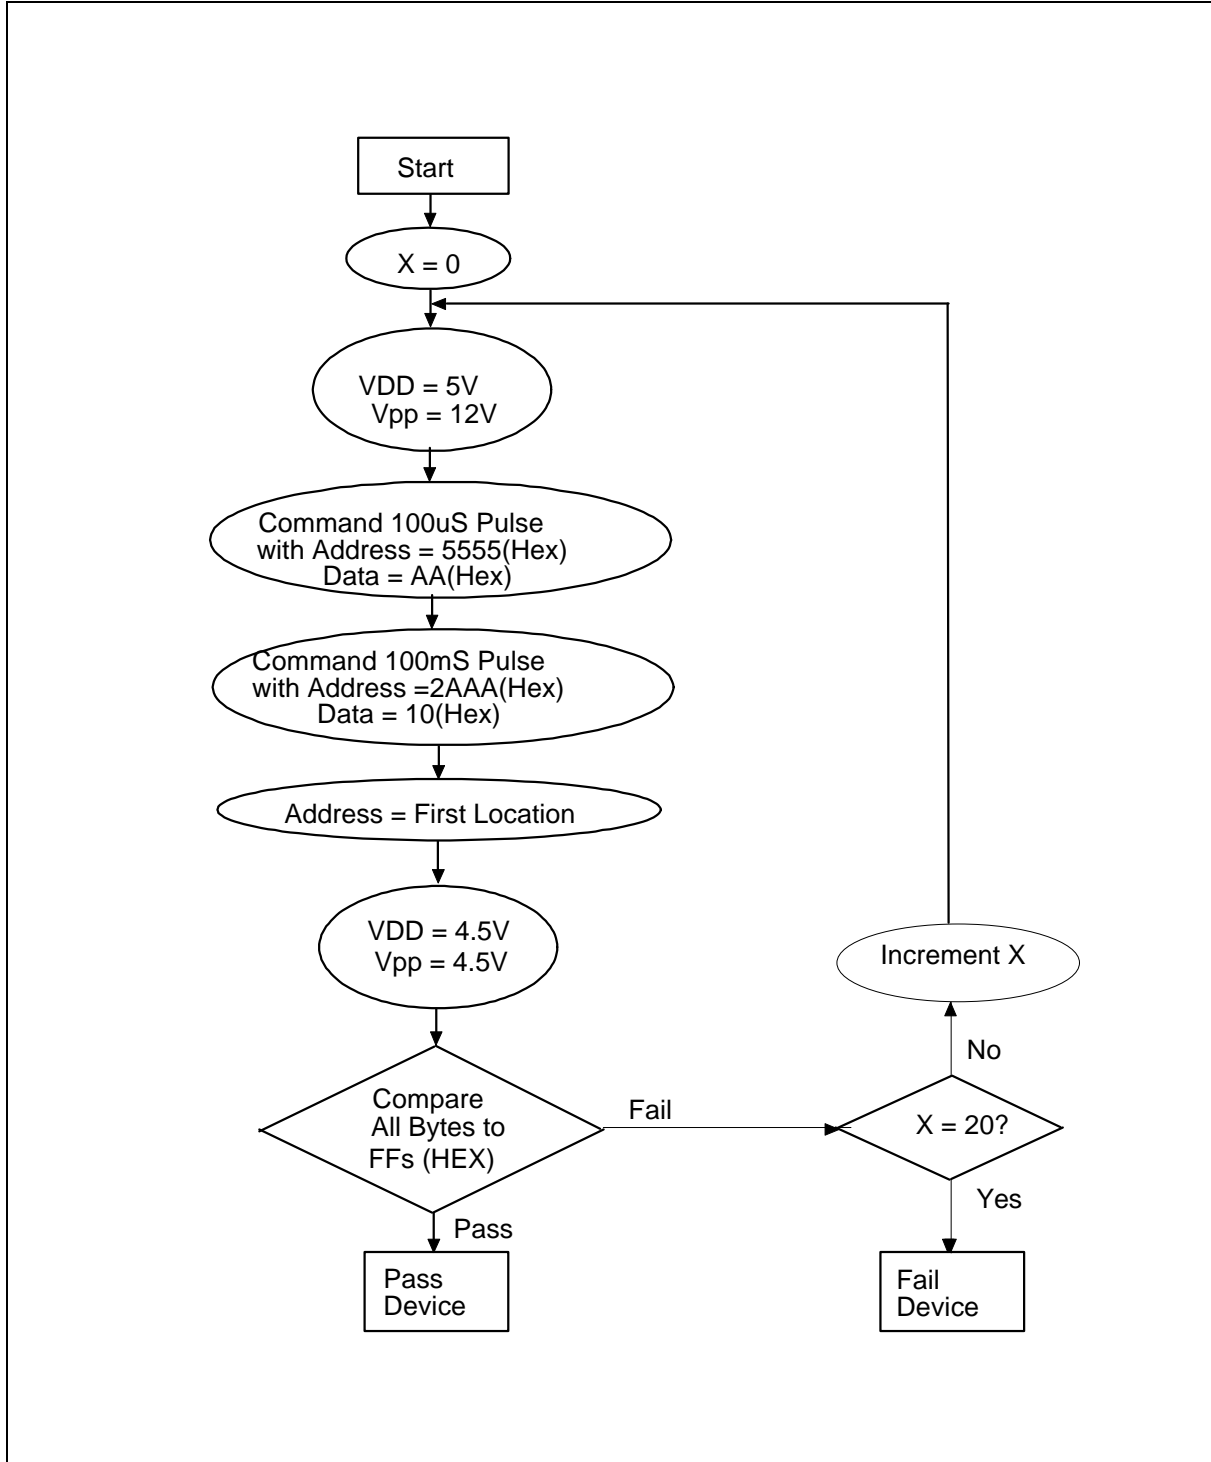 Start
X = 0
VDD = 5V
Vpp = 12V
Command 100uS Pulse
with Address = 5555(Hex)
Data = AA(Hex)
Command 100mS Pulse
with Address =2AAA(Hex)
Data = 10(Hex)
Address = First Location
VDD = 4.5V
Vpp = 4.5V
Increment X
No
Compare
All Bytes to
FFs (HEX)
Fail
X = 20?
Pass
Yes
Pass
Device
Fail
Device